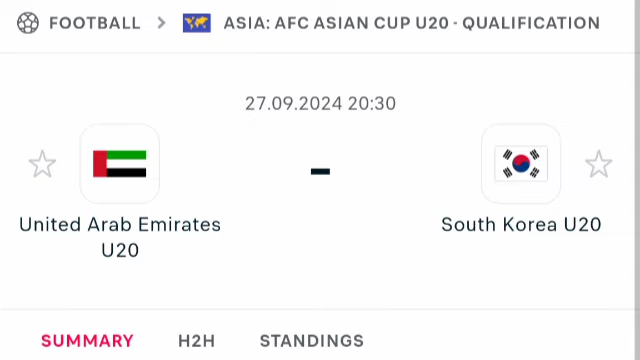 FOOTBALL > ASIA: AFC ASIAN CUP U20 - QUALIFICATION
27.09.2024 20:30
-
United Arab Emirates
U20
South Korea U20
SUMMARY H2H STANDINGS